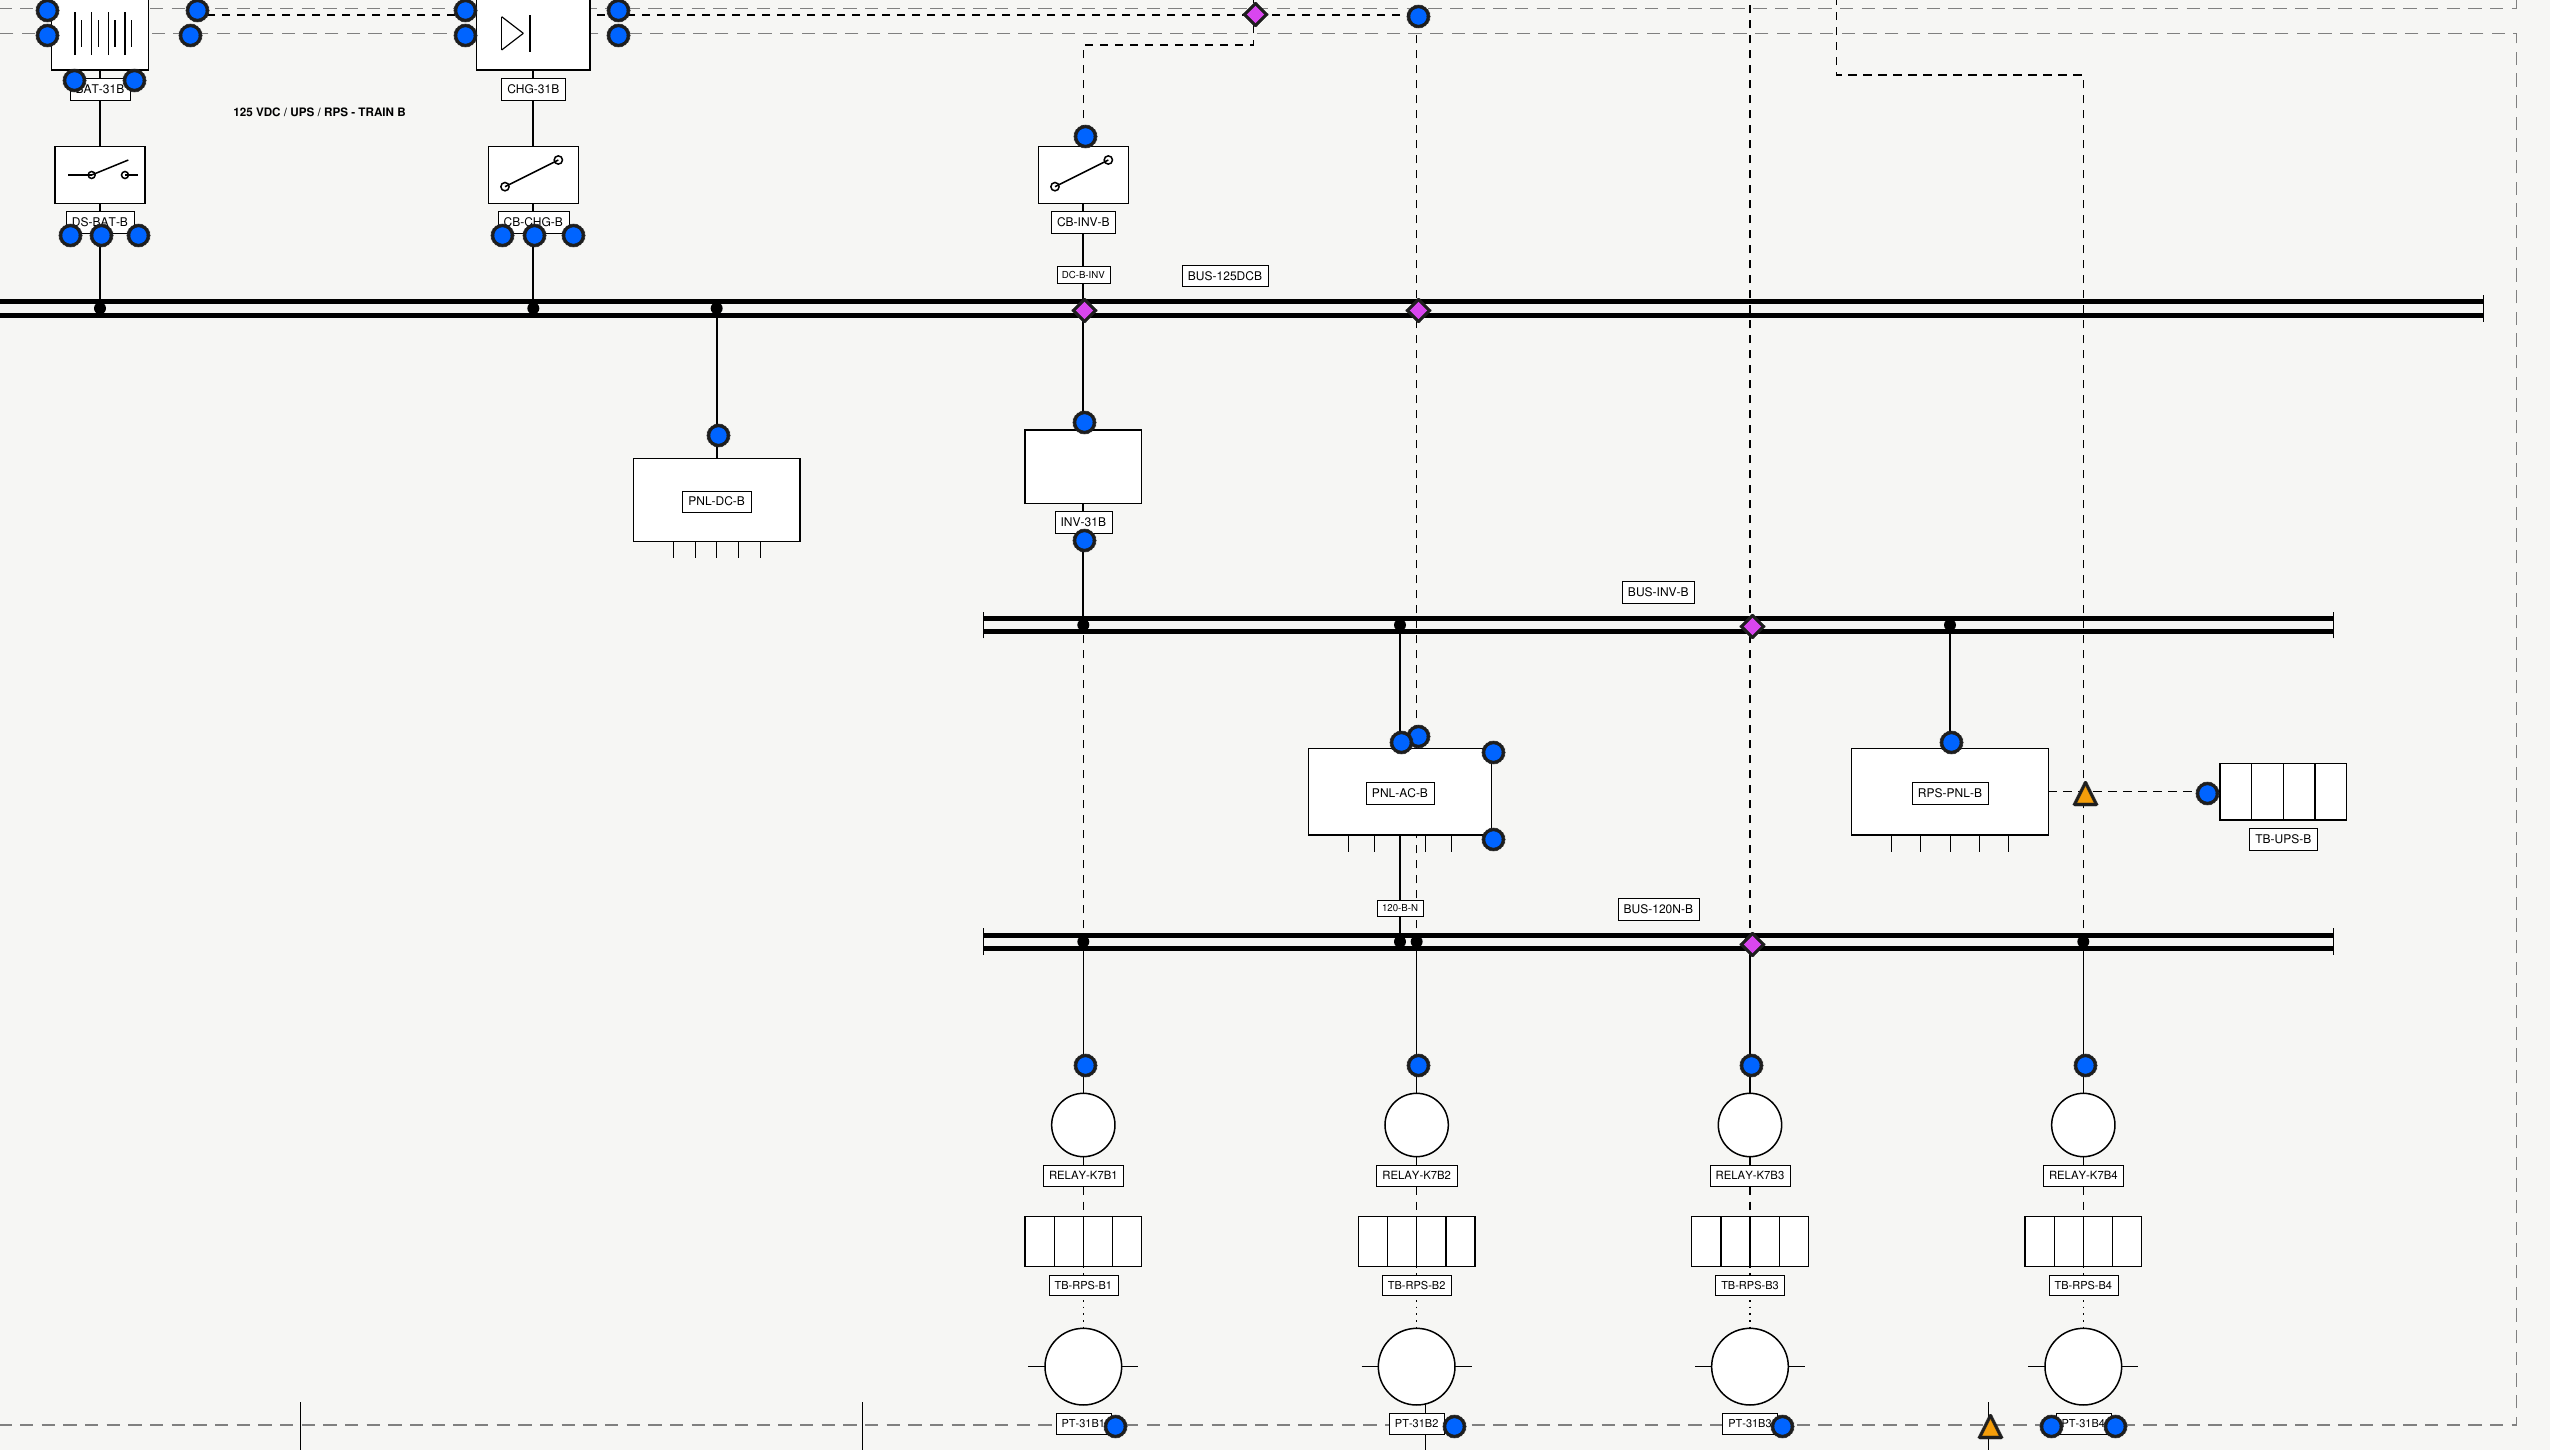 BAT-31B
CHG-31B
125 VDC / UPS / RPS - TRAIN B
DS-BAT-B
CB-CHG-B
CB-INV-B
DC-B-INV
BUS-125DCB
PNL-DC-B
INV-31B
BUS-INV-B
PNL-AC-B
RPS-PNL-B
TB-UPS-B
120-B-N
BUS-120N-B
RELAY-K7B1
RELAY-K7B2
RELAY-K7B3
RELAY-K7B4
TB-RPS-B1
TB-RPS-B2
TB-RPS-B3
TB-RPS-B4
PT-31B1
PT-31B2
PT-31B3
PT-31B4